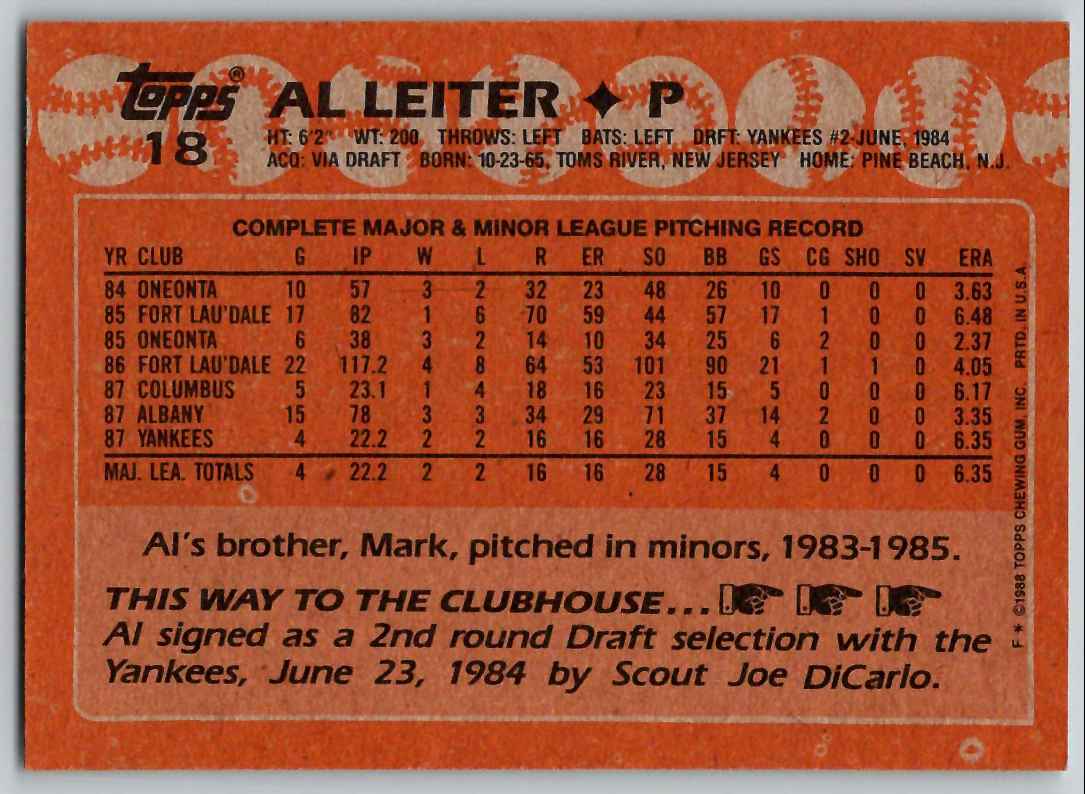 topps® AL LEITER ✦ P
18
HT: 6'2" WT: 200 THROWS: LEFT BATS: LEFT DRFT: YANKEES #2-JUNE, 1984
ACQ: VIA DRAFT BORN: 10-23-65, TOMS RIVER, NEW JERSEY HOME: PINE BEACH, N.J.
COMPLETE MAJOR & MINOR LEAGUE PITCHING RECORD
YR CLUB G IP W L R ER SO BB GS CG SHO SV ERA
84 ONEONTA 10 57 3 2 32 23 48 26 10 0 0 0 3.63
85 FORT LAU'DALE 17 82 1 6 70 59 44 57 17 1 0 0 6.48
85 ONEONTA 6 38 3 2 14 10 34 25 6 2 0 0 2.37
86 FORT LAU'DALE 22 117.2 4 8 64 53 101 90 21 1 1 0 4.05
87 COLUMBUS 5 23.1 1 4 18 16 23 15 5 0 0 0 6.17
87 ALBANY 15 78 3 3 34 29 71 37 14 2 0 0 3.35
87 YANKEES 4 22.2 2 2 16 16 28 15 4 0 0 0 6.35
MAJ. LEA. TOTALS 4 22.2 2 2 16 16 28 15 4 0 0 0 6.35
Al's brother, Mark, pitched in minors, 1983-1985.
THIS WAY TO THE CLUBHOUSE...
Al signed as a 2nd round Draft selection with the
Yankees, June 23, 1984 by Scout Joe DiCarlo.
F * ©1988 TOPPS CHEWING GUM, INC. PRTD. IN U.S.A.